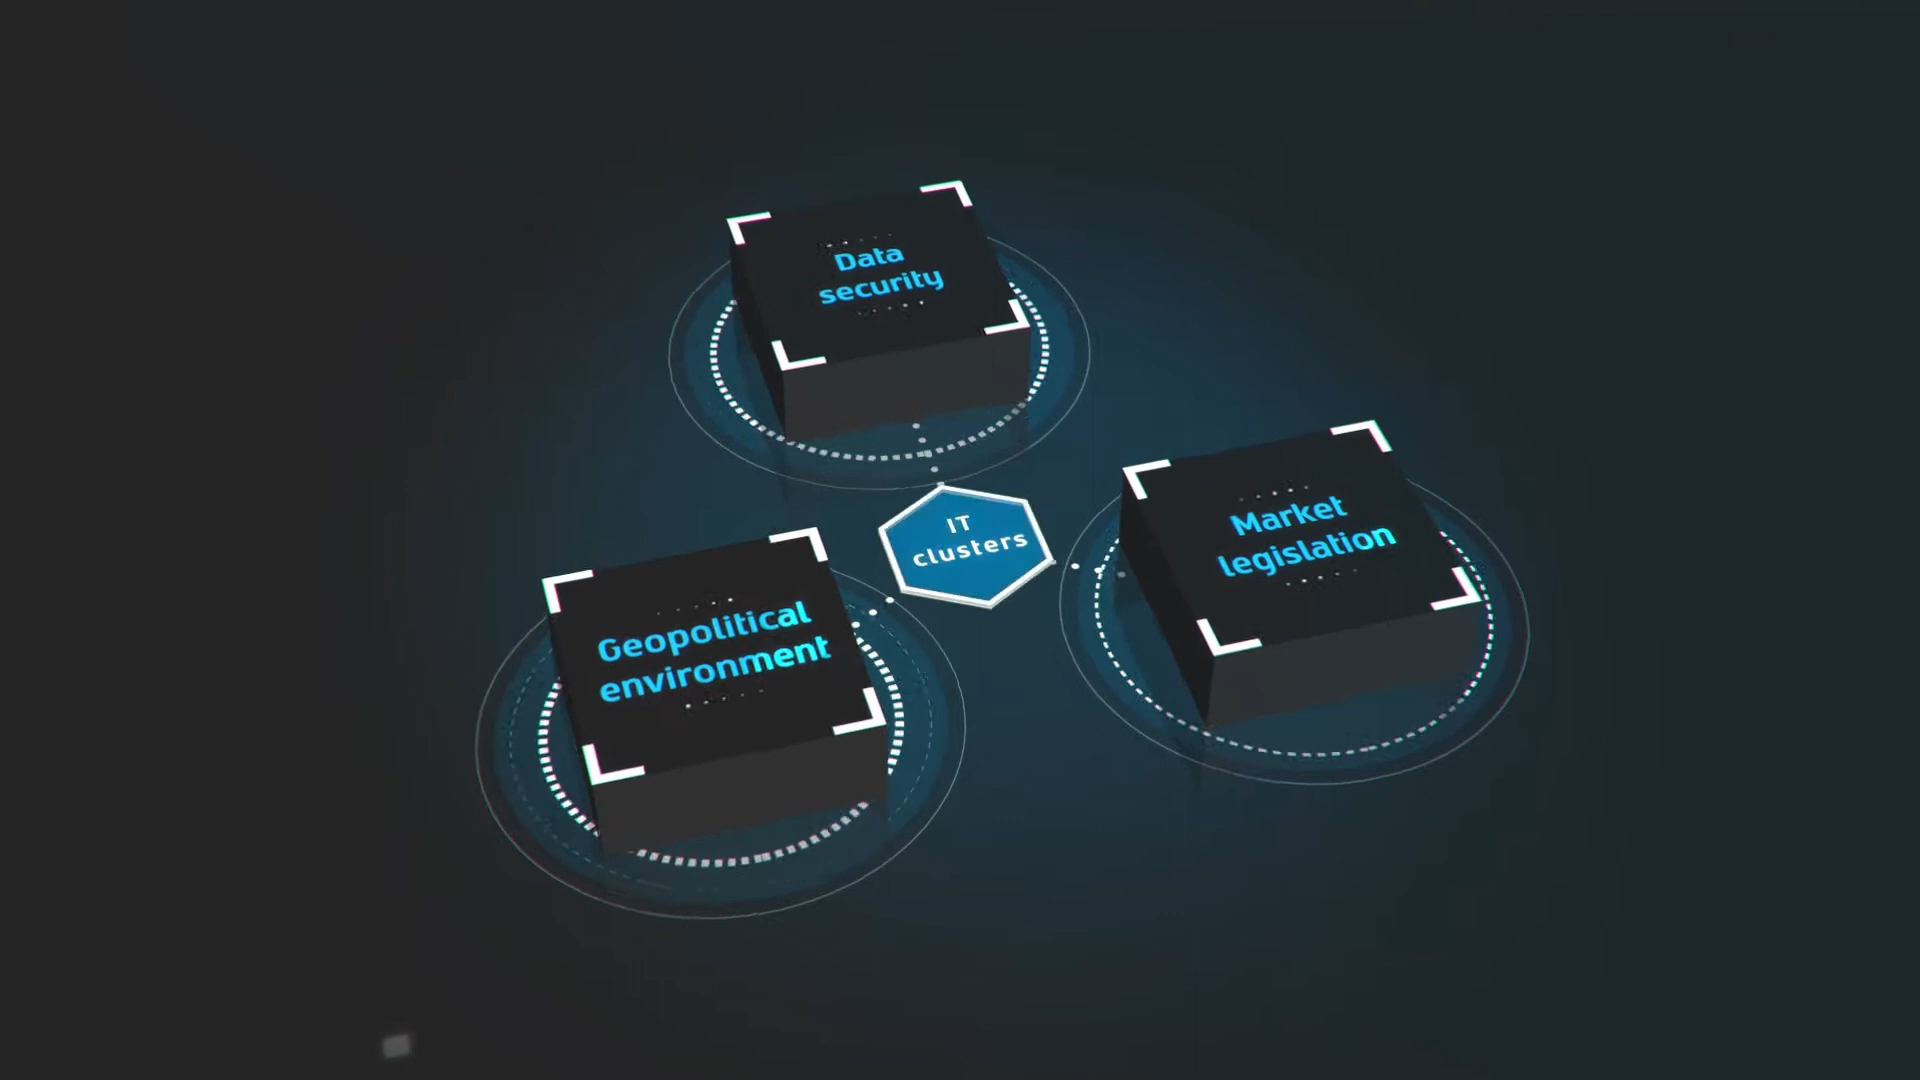 Data
security
IT
clusters
Market
legislation
Geopolitical
environment